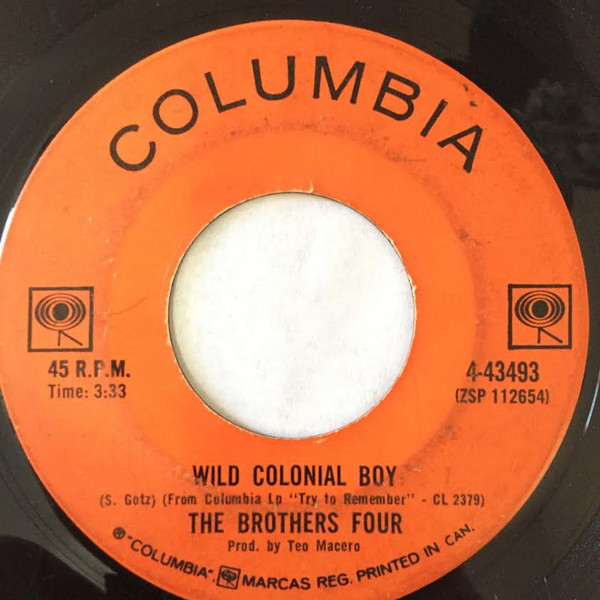 COLUMBIA
45 R.P.M.
Time: 3:33
4-43493
(ZSP 112654)
WILD COLONIAL BOY
(S. Gotz) (From Columbia Lp "Try to Remember" - CL 2379)
THE BROTHERS FOUR
Prod. by Teo Macero
® "COLUMBIA", MARCAS REG. PRINTED IN CAN.